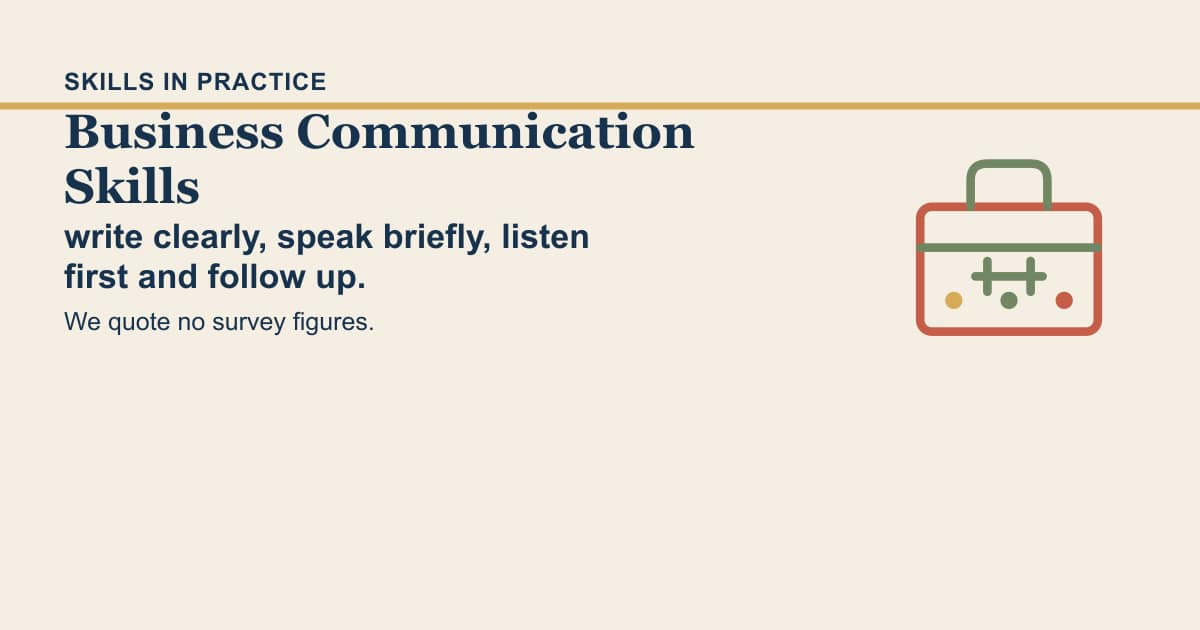 SKILLS IN PRACTICE
Business Communication
Skills
write clearly, speak briefly, listen
first and follow up.
We quote no survey figures.